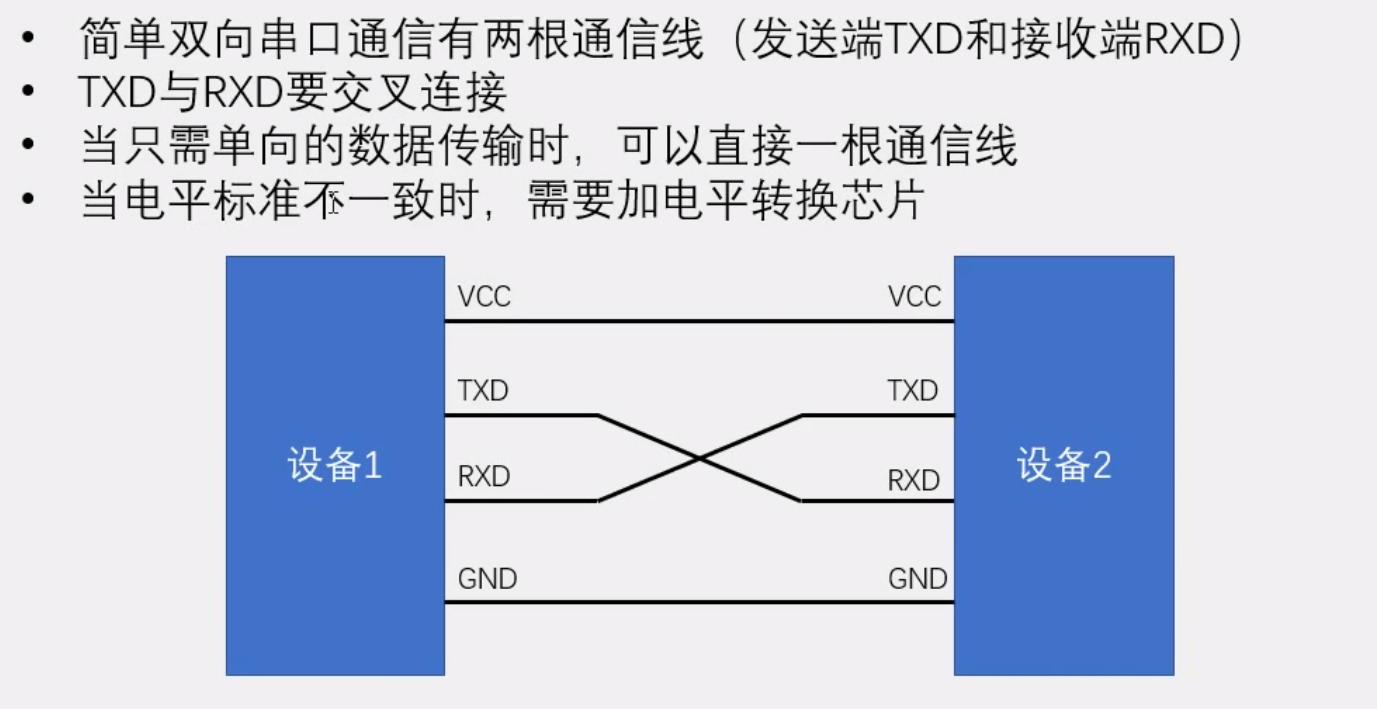 • 简单双向串口通信有两根通信线（发送端TXD和接收端RXD）
• TXD与RXD要交叉连接
• 当只需单向的数据传输时，可以直接一根通信线
• 当电平标准不一致时，需要加电平转换芯片
VCC VCC
TXD TXD
设备1 设备2
RXD RXD
GND GND